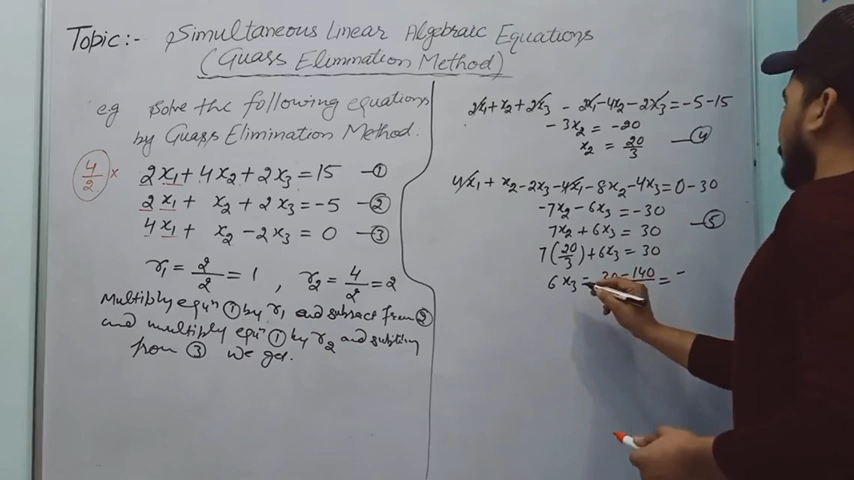 Topic:- Simultaneous Linear Algebraic Equations
(Guass Elimination Method)
e.g Solve the following equations
by Guass Elimination Method.
4/2 × 2x₁ + 4x₂ + 2x₃ = 15 —①
2x₁ + x₂ + 2x₃ = -5 —②
4x₁ + x₂ - 2x₃ = 0 —③
r₁ = 2/2 = 1 , r₂ = 4/2 = 2
Multiply eqⁿ ① by r₁ and subtract from ②
and multiply eqⁿ ① by r₂ and
from ③ we get.
2x₁ + x₂ + 2x₃ - 2x₁ - 4x₂ - 2x₃ = -5 - 15
- 3x₂ = -20
x₂ = 20/3 —④
4x₁ + x₂ - 2x₃ - 4x₁ - 8x₂ - 4x₃ = 0 - 30
-7x₂ - 6x₃ = -30
7x₂ + 6x₃ = 30 —⑤
7(20/3) + 6x₃ = 30
6x₃ = 30 - 140 = -